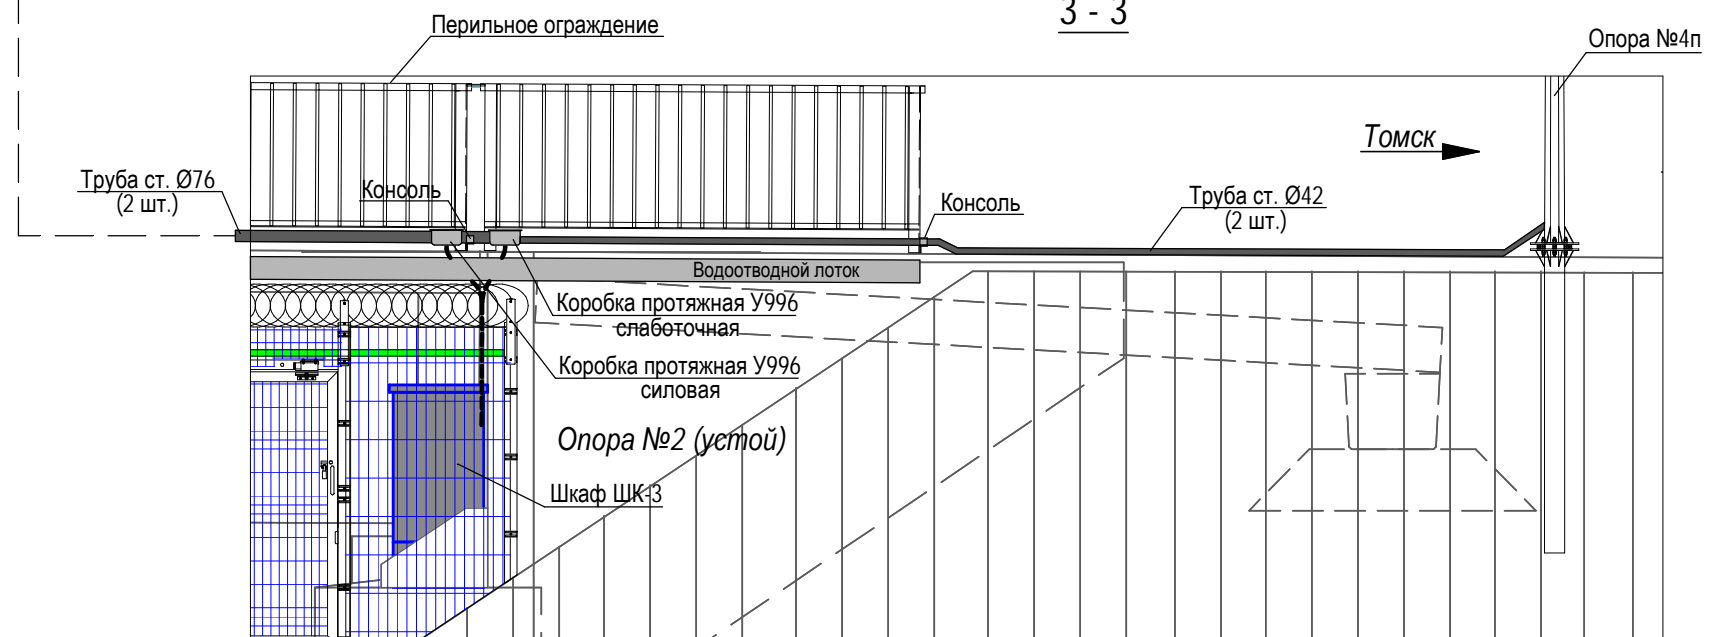 3 - 3
Перильное ограждение
Опора №4п
Томск
Труба ст. Ø76
(2 шт.)
Консоль
Консоль
Труба ст. Ø42
(2 шт.)
Водоотводной лоток
Коробка протяжная У996
слаботочная
Коробка протяжная У996
силовая
Опора №2 (устой)
Шкаф ШК-3